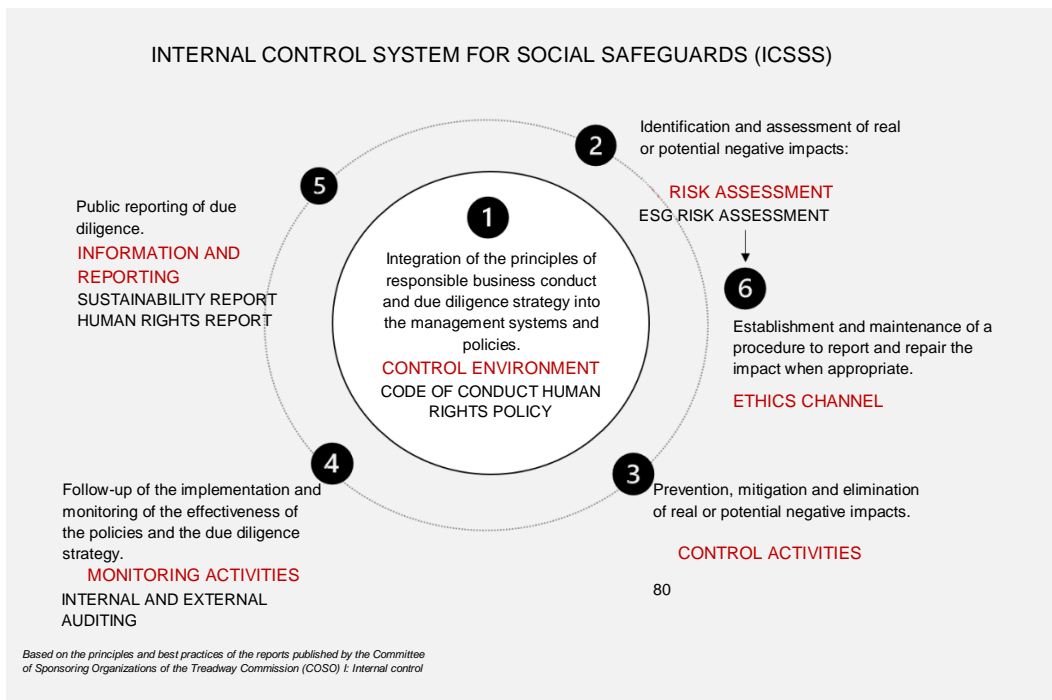 INTERNAL CONTROL SYSTEM FOR SOCIAL SAFEGUARDS (ICSSS)
1
Integration of the principles of
responsible business conduct
and due diligence strategy into
the management systems and
policies.
CONTROL ENVIRONMENT
CODE OF CONDUCT HUMAN
RIGHTS POLICY
2
Identification and assessment of real
or potential negative impacts:
RISK ASSESSMENT
ESG RISK ASSESSMENT
6
Establishment and maintenance of a
procedure to report and repair the
impact when appropriate.
ETHICS CHANNEL
3
Prevention, mitigation and elimination
of real or potential negative impacts.
CONTROL ACTIVITIES
80
4
Follow-up of the implementation and
monitoring of the effectiveness of
the policies and the due diligence
strategy.
MONITORING ACTIVITIES
INTERNAL AND EXTERNAL
AUDITING
5
Public reporting of due
diligence.
INFORMATION AND
REPORTING
SUSTAINABILITY REPORT
HUMAN RIGHTS REPORT
Based on the principles and best practices of the reports published by the Committee
of Sponsoring Organizations of the Treadway Commission (COSO) I: Internal control